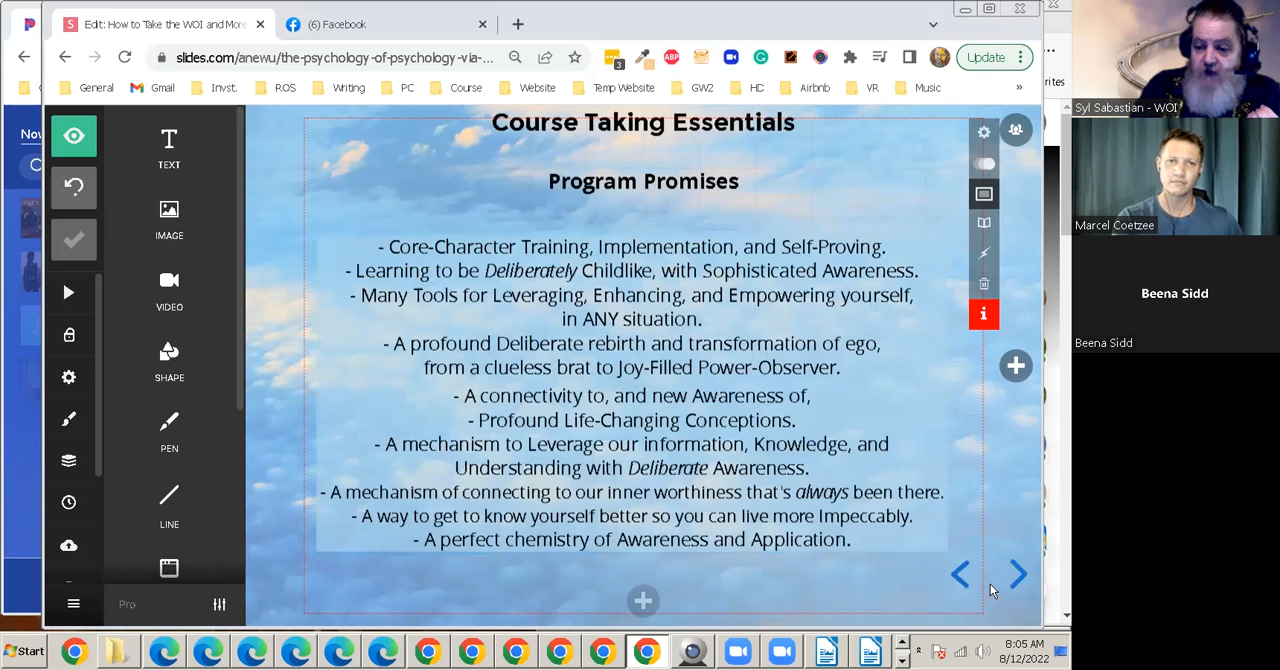 Edit: How to Take the WOI and More
(6) Facebook
slides.com/anewu/the-psychology-of-psychology-via-...
3
ABP
Update
General
Gmail
Invst.
ROS
Writing
PC
Course
Website
Temp Website
GW2
HD
Airbnb
VR
Music
»
Now
TEXT
IMAGE
VIDEO
SHAPE
PEN
LINE
Pro
Course Taking Essentials
Program Promises
- Core-Character Training, Implementation, and Self-Proving.
- Learning to be Deliberately Childlike, with Sophisticated Awareness.
- Many Tools for Leveraging, Enhancing, and Empowering yourself,
in ANY situation.
- A profound Deliberate rebirth and transformation of ego,
from a clueless brat to Joy-Filled Power-Observer.
- A connectivity to, and new Awareness of,
- Profound Life-Changing Conceptions.
- A mechanism to Leverage our information, Knowledge, and
Understanding with Deliberate Awareness.
- A mechanism of connecting to our inner worthiness that's always been there.
- A way to get to know yourself better so you can live more Impeccably.
- A perfect chemistry of Awareness and Application.
Syl Sabastian - WOI
Marcel Coetzee
Beena Sidd
Beena Sidd
Start
8:05 AM
8/12/2022